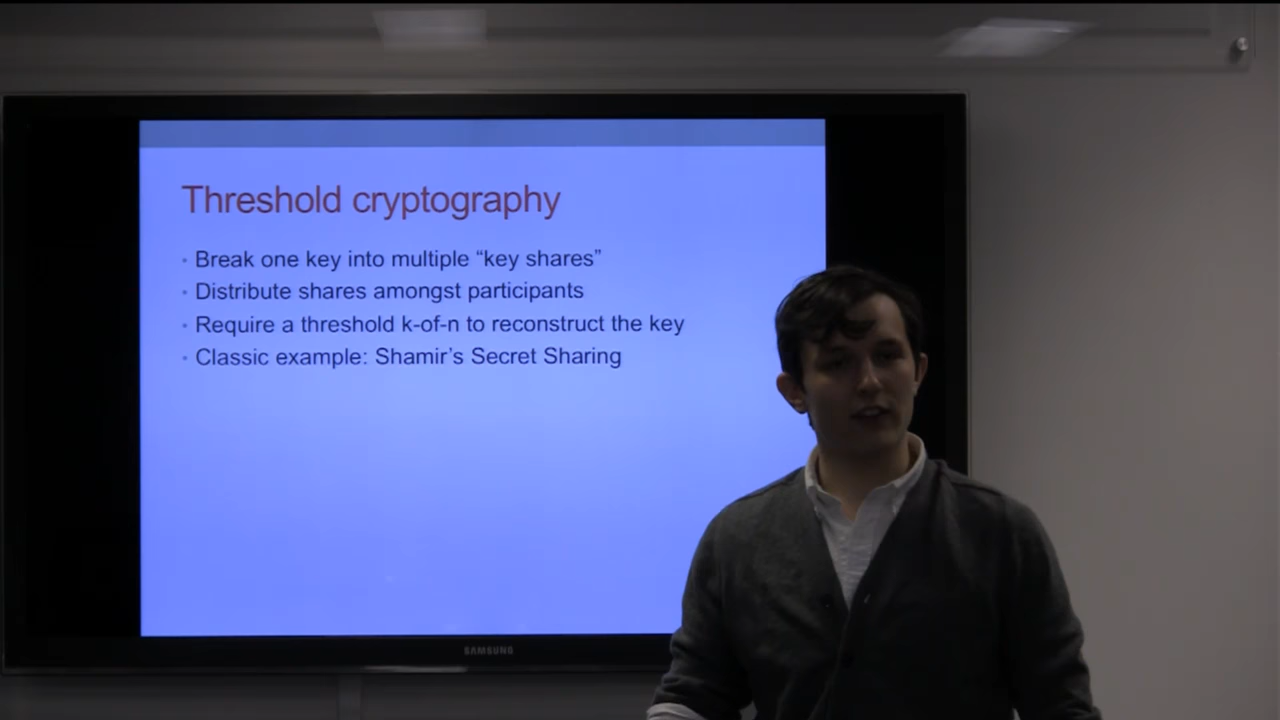 Threshold cryptography
· Break one key into multiple “key shares”
· Distribute shares amongst participants
· Require a threshold k-of-n to reconstruct the key
· Classic example: Shamir’s Secret Sharing
SAMSUNG